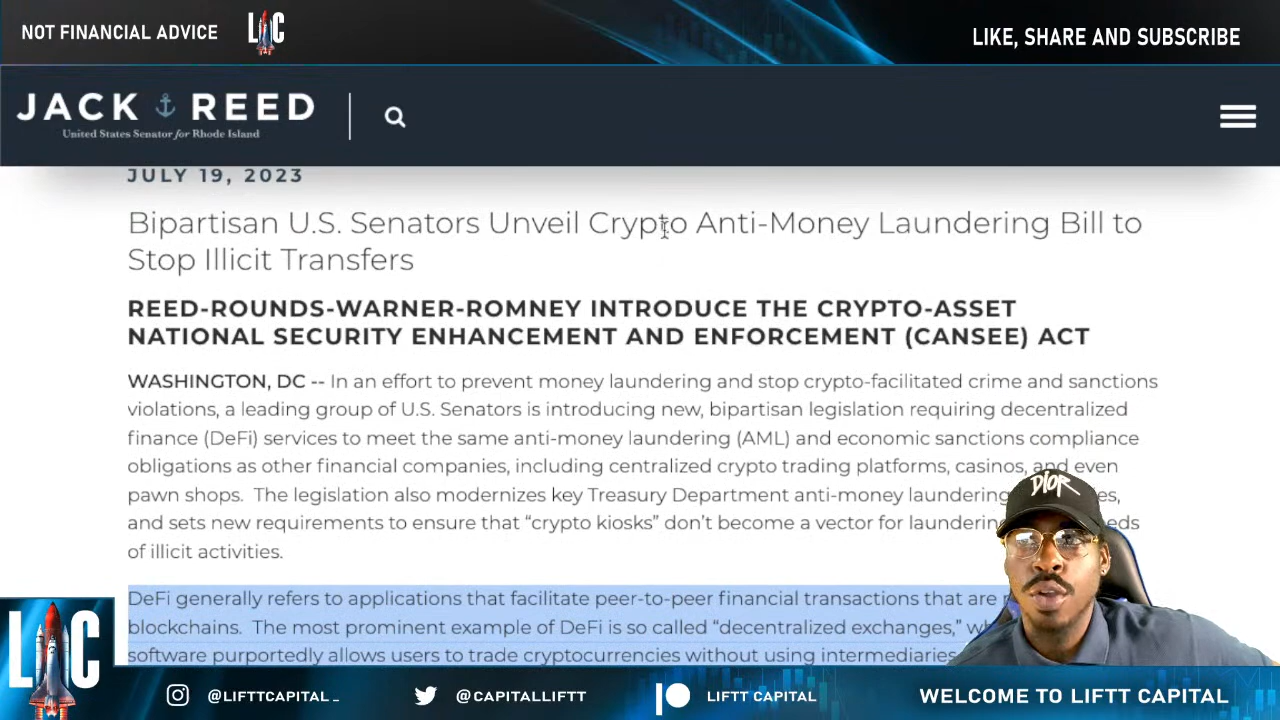 NOT FINANCIAL ADVICE
LC
LIKE, SHARE AND SUBSCRIBE
JACK REED
United States Senator for Rhode Island
JULY 19, 2023
Bipartisan U.S. Senators Unveil Crypto Anti-Money Laundering Bill to
Stop Illicit Transfers
REED-ROUNDS-WARNER-ROMNEY INTRODUCE THE CRYPTO-ASSET
NATIONAL SECURITY ENHANCEMENT AND ENFORCEMENT (CANSEE) ACT
WASHINGTON, DC -- In an effort to prevent money laundering and stop crypto-facilitated crime and sanctions
violations, a leading group of U.S. Senators is introducing new, bipartisan legislation requiring decentralized
finance (DeFi) services to meet the same anti-money laundering (AML) and economic sanctions compliance
obligations as other financial companies, including centralized crypto trading platforms, casinos, and even
pawn shops. The legislation also modernizes key Treasury Department anti-money laundering
and sets new requirements to ensure that “crypto kiosks” don’t become a vector for
of illicit activities.
DIOR
DeFi generally refers to applications that facilitate peer-to-peer financial transactions that are
blockchains. The most prominent example of DeFi is so called “decentralized exchanges,”
software purportedly allows users to trade cryptocurrencies without using intermediaries
LC
@LIFTTCAPITAL_
@CAPITALLIFTT
LIFTT CAPITAL
WELCOME TO LIFTT CAPITAL